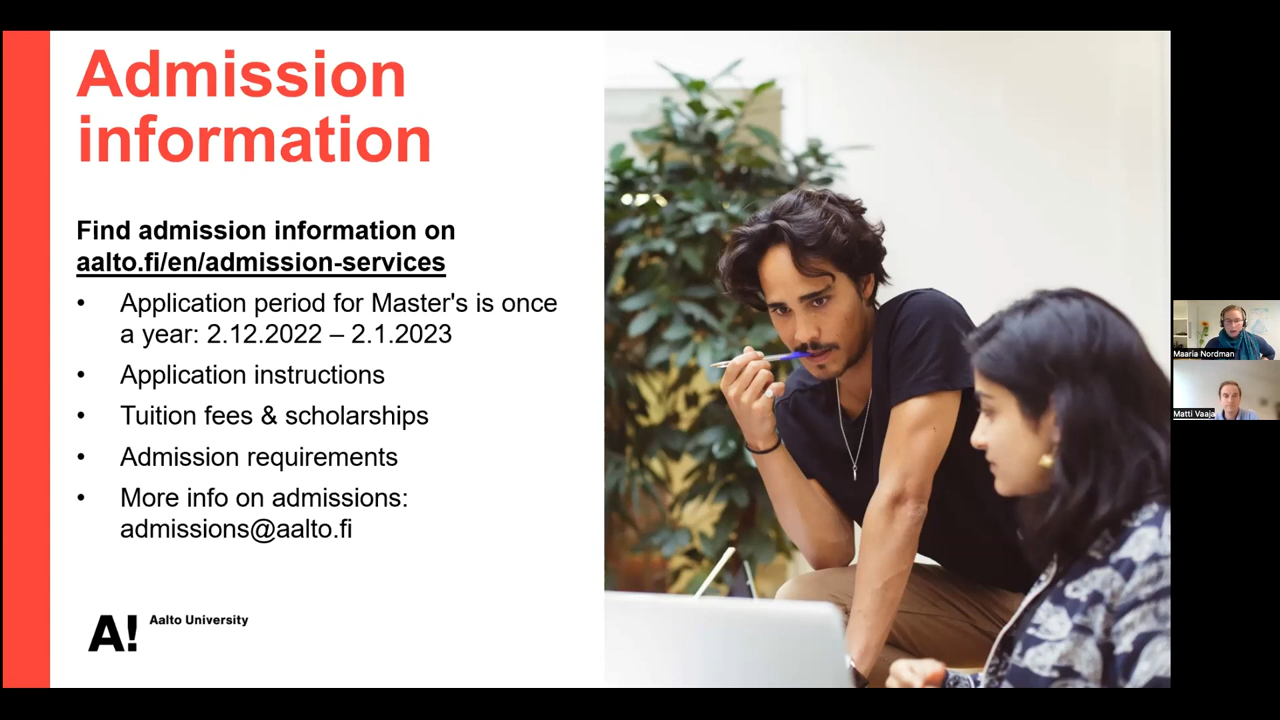 Admission
information
Find admission information on
aalto.fi/en/admission-services
• Application period for Master's is once
a year: 2.12.2022 – 2.1.2023
• Application instructions
• Tuition fees & scholarships
• Admission requirements
• More info on admissions:
admissions@aalto.fi
A! Aalto University
Maaria Nordman
Matti Vaaja